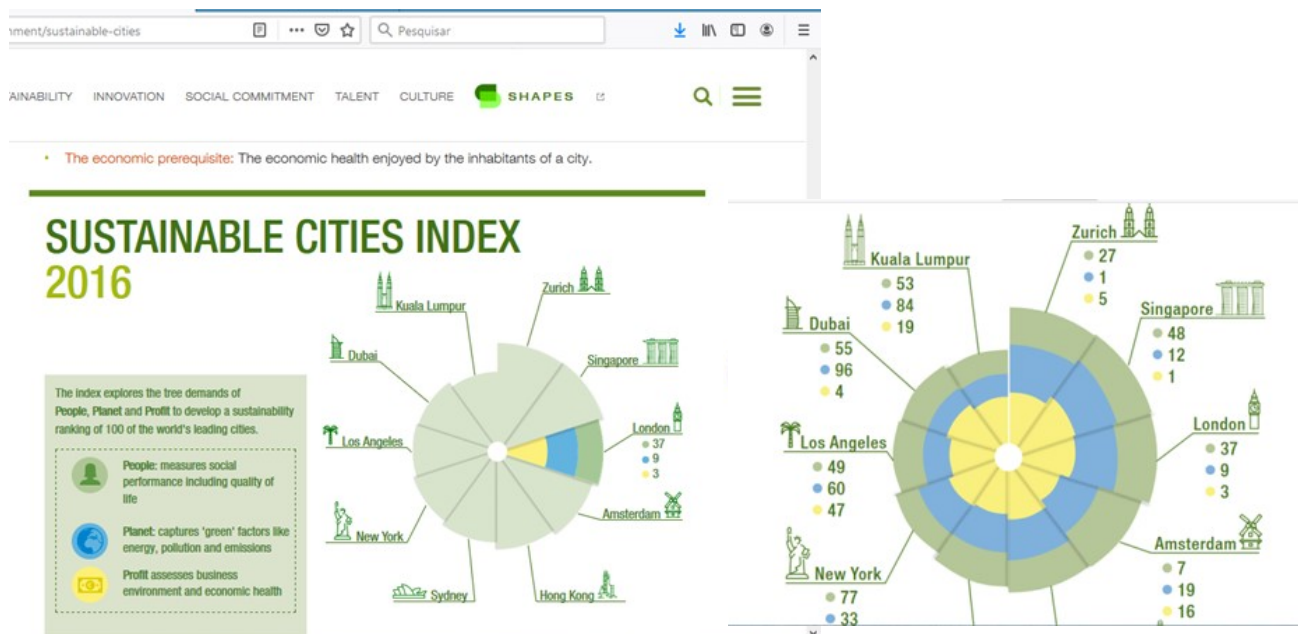 nment/sustainable-cities
Pesquisar
AINABILITY INNOVATION SOCIAL COMMITMENT TALENT CULTURE SHAPES
• The economic prerequisite: The economic health enjoyed by the inhabitants of a city.
SUSTAINABLE CITIES INDEX
2016
The index explores the tree demands of
People, Planet and Profit to develop a sustainability
ranking of 100 of the world's leading cities.
People: measures social
performance including quality of
life
Planet: captures 'green' factors like
energy, pollution and emissions
Profit assesses business
environment and economic health
Zurich
Kuala Lumpur
Singapore
Dubai
London
37
9
3
Los Angeles
Amsterdam
New York
Sydney
Hong Kong
Zurich
27
1
5
Kuala Lumpur
53
84
19
Singapore
48
12
1
Dubai
55
96
4
London
37
9
3
Los Angeles
49
60
47
Amsterdam
7
19
16
New York
77
33